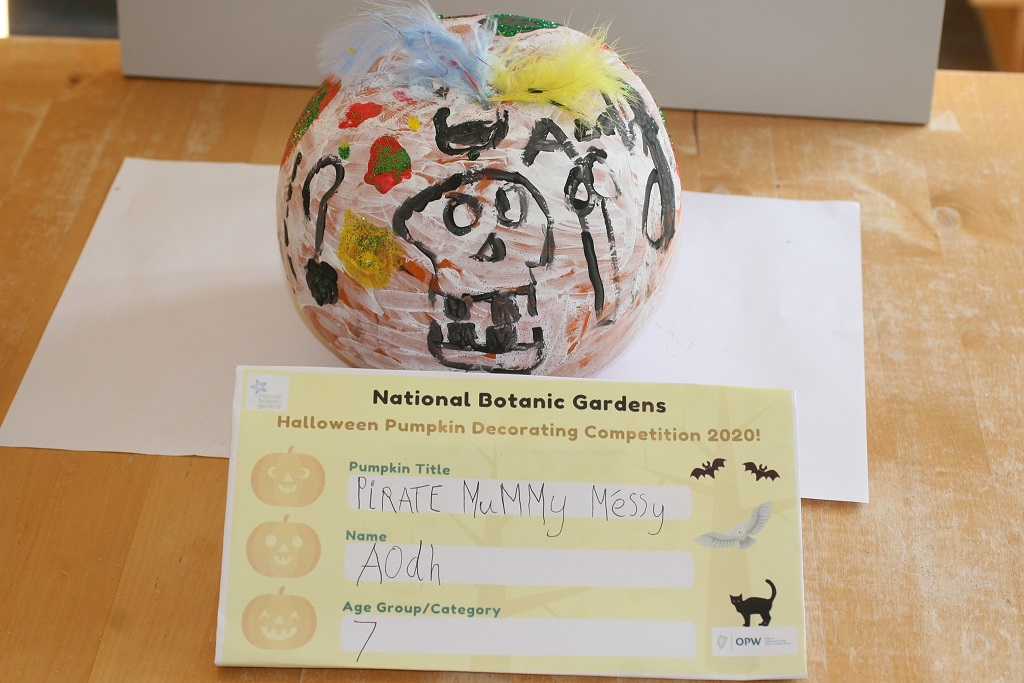 National Botanic Gardens
Halloween Pumpkin Decorating Competition 2020!
Pumpkin Title
PIRATE MuMMy Messy
Name
AOdh
Age Group/Category
7
OPW